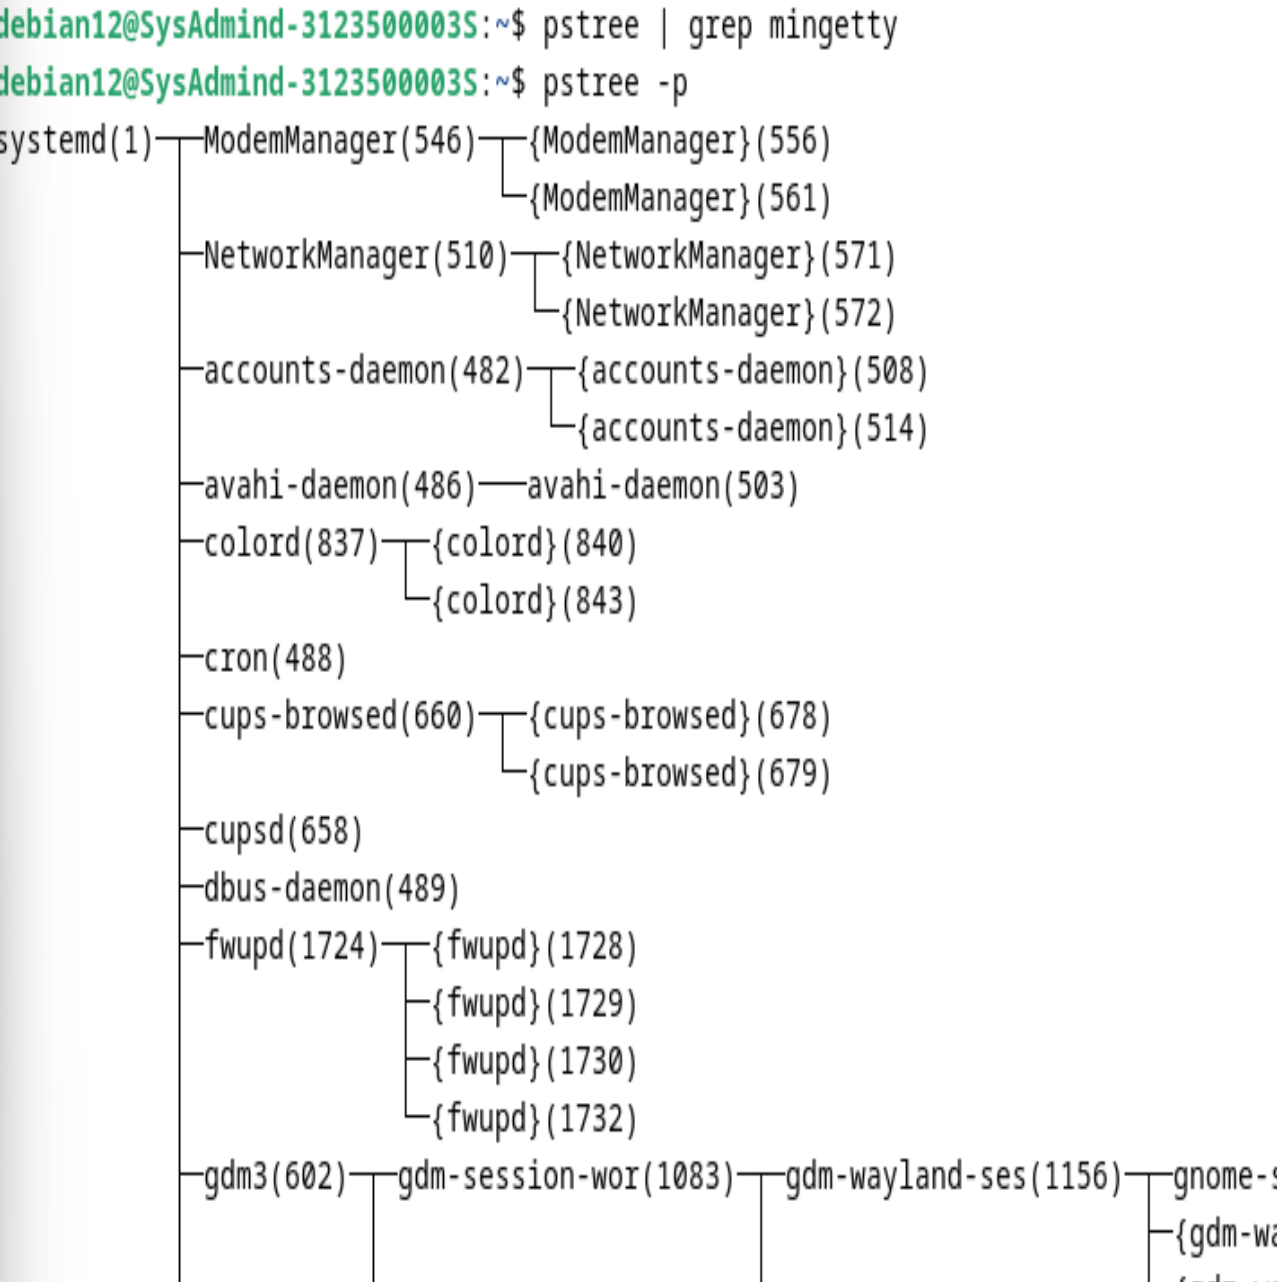 debian12@SysAdmind-3123500003S:~$ pstree | grep mingetty
debian12@SysAdmind-3123500003S:~$ pstree -p
systemd(1)─┬─ModemManager(546)─┬─{ModemManager}(556)
           │                   └─{ModemManager}(561)
           ├─NetworkManager(510)─┬─{NetworkManager}(571)
           │                     └─{NetworkManager}(572)
           ├─accounts-daemon(482)─┬─{accounts-daemon}(508)
           │                      └─{accounts-daemon}(514)
           ├─avahi-daemon(486)───avahi-daemon(503)
           ├─colord(837)─┬─{colord}(840)
           │             └─{colord}(843)
           ├─cron(488)
           ├─cups-browsed(660)─┬─{cups-browsed}(678)
           │                   └─{cups-browsed}(679)
           ├─cupsd(658)
           ├─dbus-daemon(489)
           ├─fwupd(1724)─┬─{fwupd}(1728)
           │             ├─{fwupd}(1729)
           │             ├─{fwupd}(1730)
           │             └─{fwupd}(1732)
           ├─gdm3(602)─┬─gdm-session-wor(1083)─┬─gdm-wayland-ses(1156)─┬─gnome-s
           │           │                       │                       ├─{gdm-wa